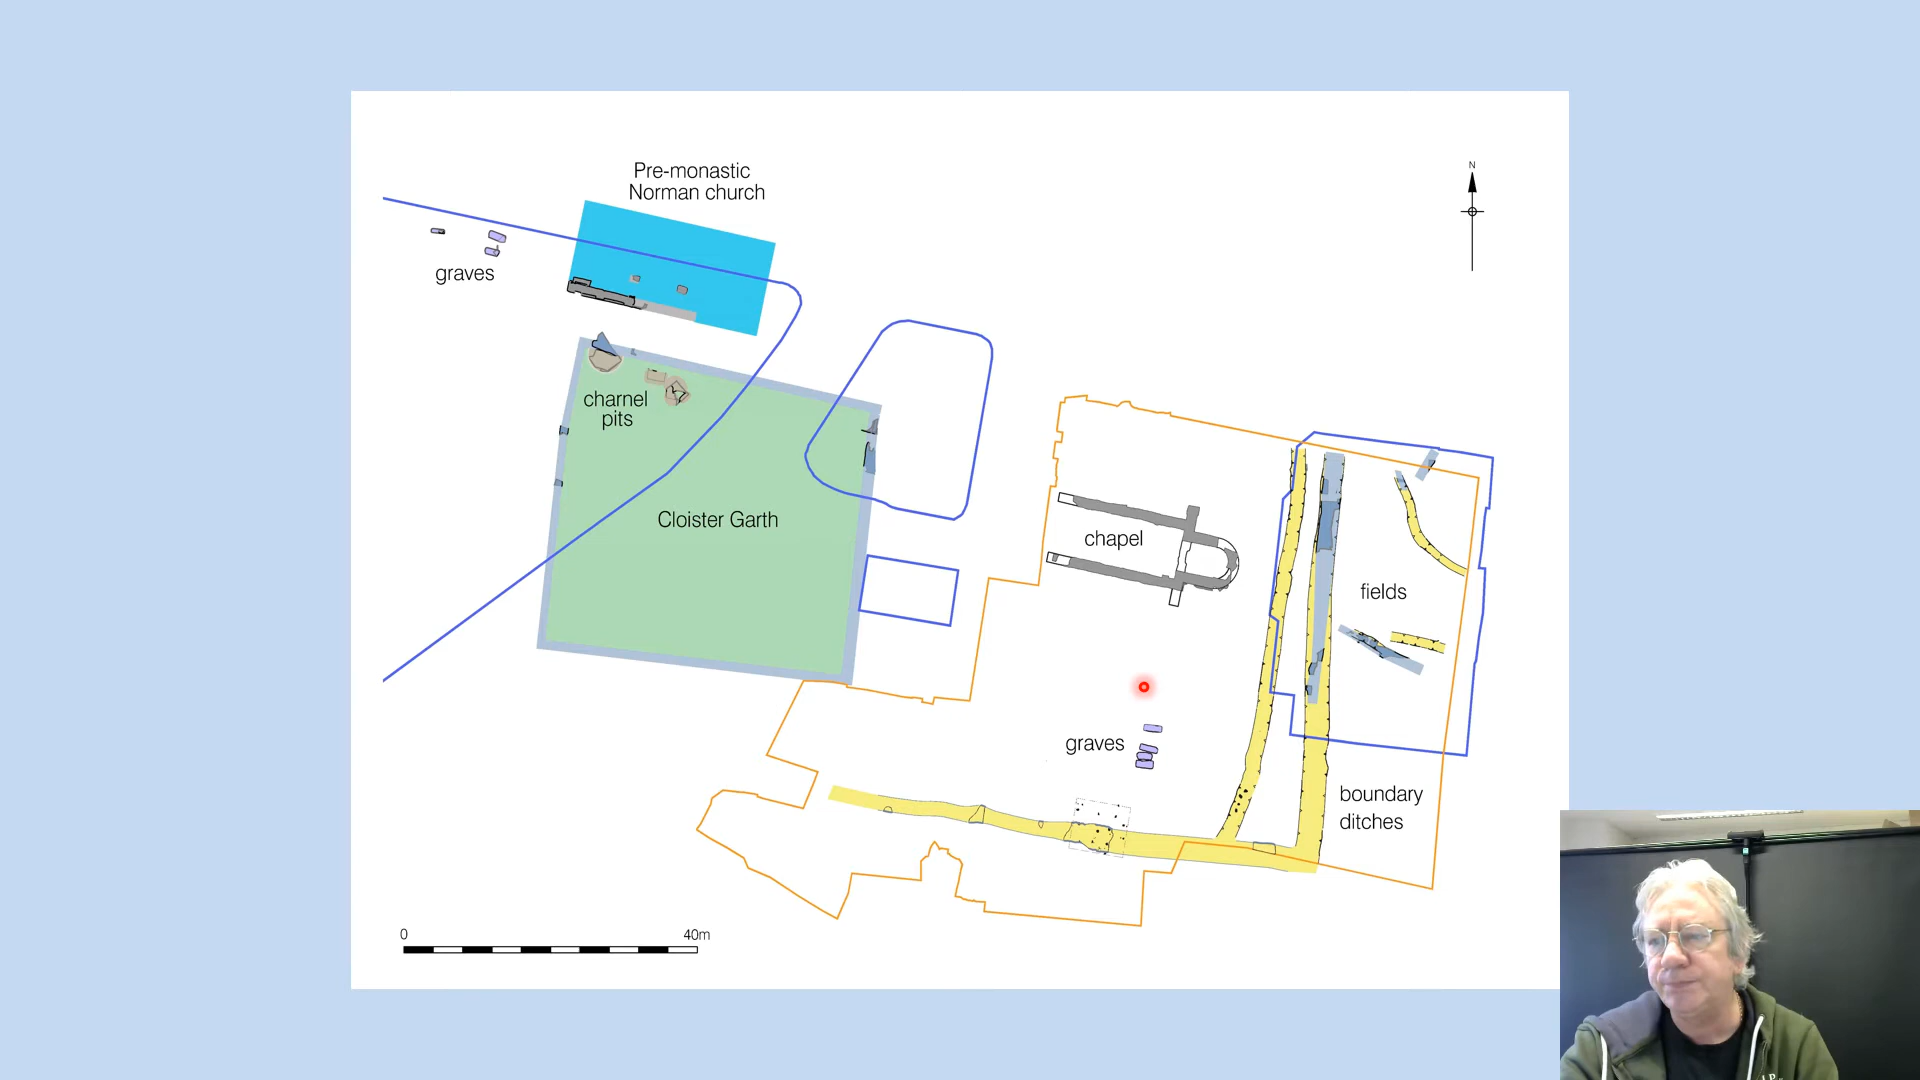 Pre-monastic
Norman church
N
graves
charnel
pits
Cloister Garth
chapel
fields
graves
boundary
ditches
0
40m